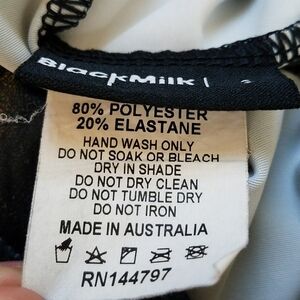 BlackMilk | S
80% POLYESTER
20% ELASTANE
HAND WASH ONLY
DO NOT SOAK OR BLEACH
DRY IN SHADE
DO NOT DRY CLEAN
DO NOT TUMBLE DRY
DO NOT IRON
MADE IN AUSTRALIA
RN144797